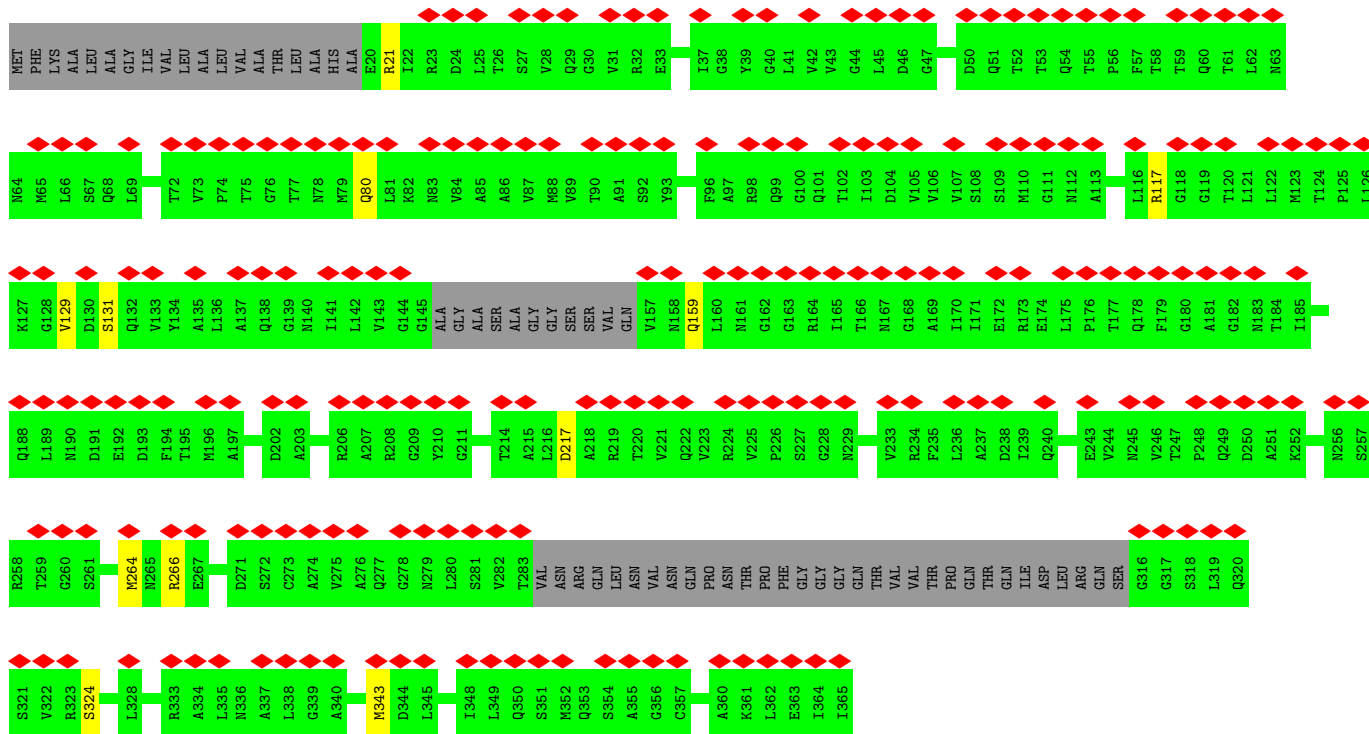 MET PHE LYS ALA LEU ALA GLY ILE VAL LEU ALA LEU VAL ALA THR LEU ALA HIS ALA E20 R21 I22 R23 D24 L25 T26 S27 V28 Q29 G30 V31 R32 E33 I37 G38 Y39 G40 L41 V42 V43 G44 L45 D46 G47 D50 Q51 T52 T53 Q54 T55 P56 F57 T58 T59 Q60 T61 L62 N63
N64 M65 L66 S67 Q68 L69 T72 V73 P74 T75 G76 T77 N78 M79 Q80 L81 K82 N83 V84 A85 A86 V87 M88 V89 T90 A91 S92 Y93 F96 A97 R98 Q99 G100 Q101 T102 I103 D104 V105 V106 V107 S108 S109 M110 G111 N112 A113 L116 R117 G118 G119 T120 L121 L122 M123 T124 P125 L126
K127 G128 V129 D130 S131 Q132 V133 Y134 A135 L136 A137 Q138 G139 N140 I141 L142 V143 G144 G145 ALA GLY ALA SER ALA GLY GLY SER SER VAL GLN V157 N158 Q159 L160 N161 G162 G163 R164 I165 T166 N167 G168 A169 I170 I171 E172 R173 E174 L175 P176 T177 Q178 F179 G180 A181 G182 N183 T184 I185
Q188 L189 N190 D191 E192 D193 F194 T195 M196 A197 D202 A203 R206 A207 R208 G209 Y210 G211 T214 A215 L216 D217 A218 R219 T220 V221 Q222 V223 R224 V225 P226 S227 G228 N229 V233 R234 F235 L236 A237 D238 I239 Q240 E243 V244 N245 V246 T247 P248 Q249 D250 A251 K252 N256 S257
R258 T259 G260 S261 M264 N265 R266 E267 D271 S272 C273 A274 V275 A276 Q277 G278 N279 L280 S281 V282 T283 VAL ASN ARG GLN LEU ASN VAL ASN GLN PRO ASN THR PRO PHE GLY GLY GLY GLN THR VAL VAL THR PRO GLN THR GLN ILE ASP LEU ARG GLN SER G316 G317 S318 L319 Q320
S321 V322 R323 S324 L328 R333 A334 L335 N336 A337 L338 G339 A340 M343 D344 L345 I348 L349 Q350 S351 M352 Q353 S354 A355 G356 C357 A360 K361 L362 E363 I364 I365